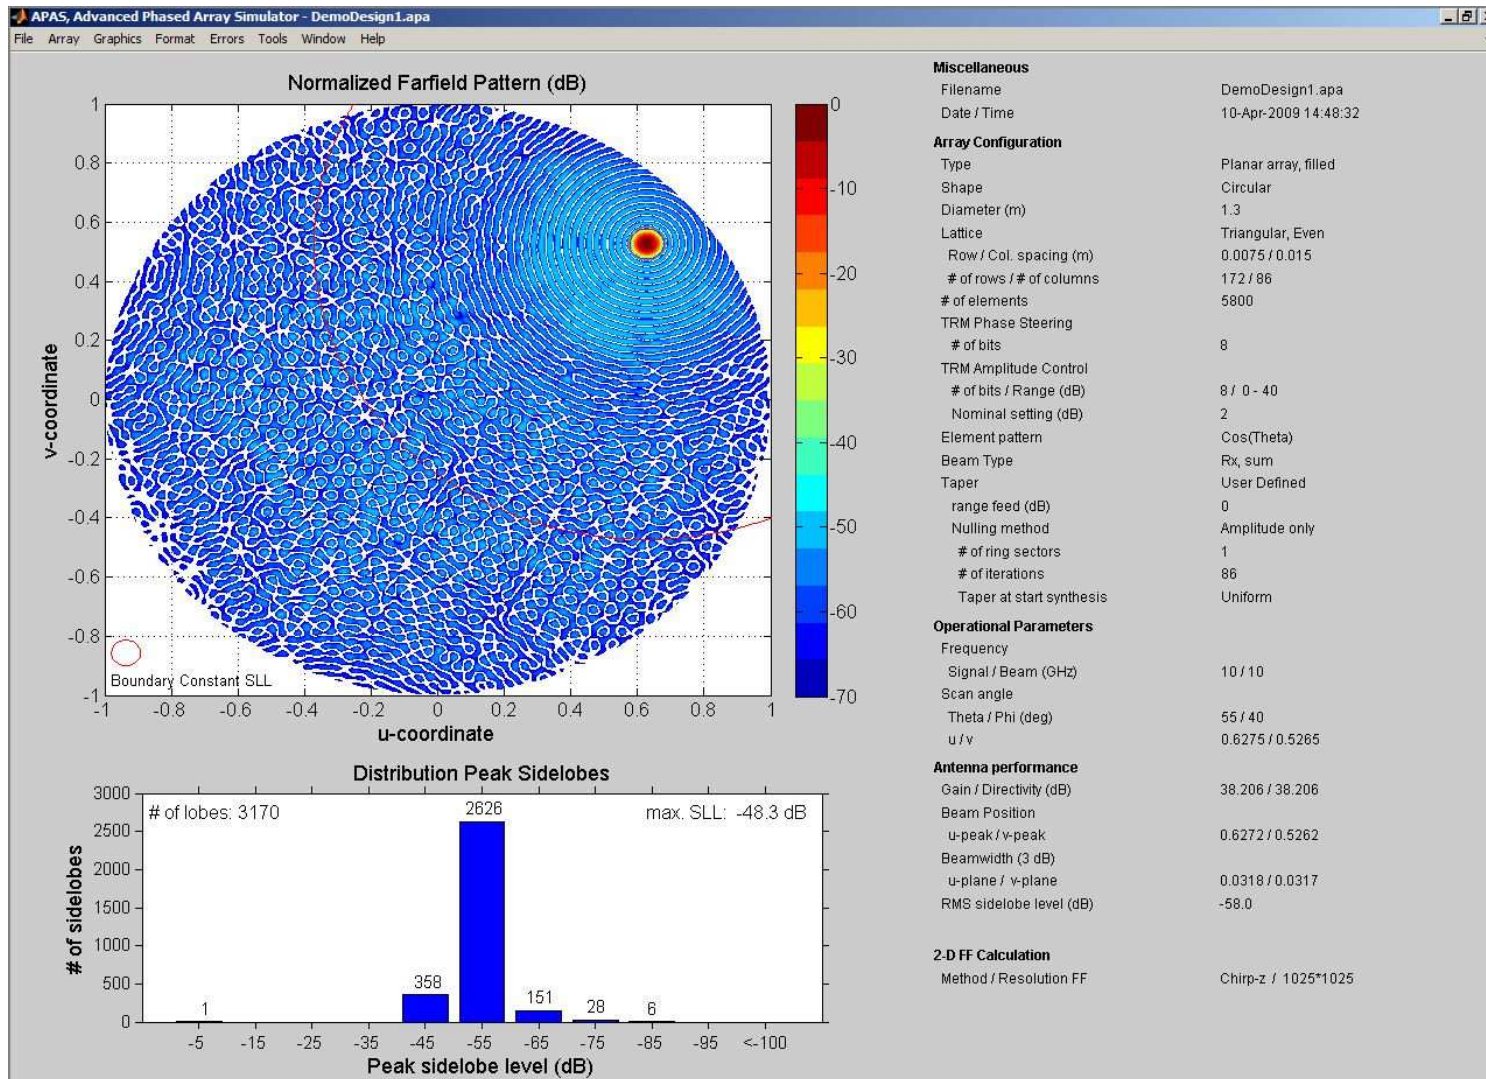 APAS, Advanced Phased Array Simulator - DemoDesign1.apa
File Array Graphics Format Errors Tools Window Help
Normalized Farfield Pattern (dB)
1
0.8
0.6
0.4
0.2
0
-0.2
-0.4
-0.6
-0.8
-1
v-coordinate
Boundary Constant SLL
-1 -0.8 -0.6 -0.4 -0.2 0 0.2 0.4 0.6 0.8 1
u-coordinate
0
-10
-20
-30
-40
-50
-60
-70
Distribution Peak Sidelobes
# of lobes: 3170
max. SLL: -48.3 dB
3000
2500
2000
1500
1000
500
0
# of sidelobes
1 358 2626 151 28 6
-5 -15 -25 -35 -45 -55 -65 -75 -85 -95 <-100
Peak sidelobe level (dB)
Miscellaneous
Filename DemoDesign1.apa
Date / Time 10-Apr-2009 14:48:32
Array Configuration
Type Planar array, filled
Shape Circular
Diameter (m) 1.3
Lattice Triangular, Even
Row / Col. spacing (m) 0.0075 / 0.015
# of rows / # of columns 172 / 86
# of elements 5800
TRM Phase Steering
# of bits 8
TRM Amplitude Control
# of bits / Range (dB) 8 / 0 - 40
Nominal setting (dB) 2
Element pattern Cos(Theta)
Beam Type Rx, sum
Taper User Defined
range feed (dB) 0
Nulling method Amplitude only
# of ring sectors 1
# of iterations 86
Taper at start synthesis Uniform
Operational Parameters
Frequency
Signal / Beam (GHz) 10 / 10
Scan angle
Theta / Phi (deg) 55 / 40
u / v 0.6275 / 0.5265
Antenna performance
Gain / Directivity (dB) 38.206 / 38.206
Beam Position
u-peak / v-peak 0.6272 / 0.5262
Beamwidth (3 dB)
u-plane / v-plane 0.0318 / 0.0317
RMS sidelobe level (dB) -58.0
2-D FF Calculation
Method / Resolution FF Chirp-z / 1025*1025